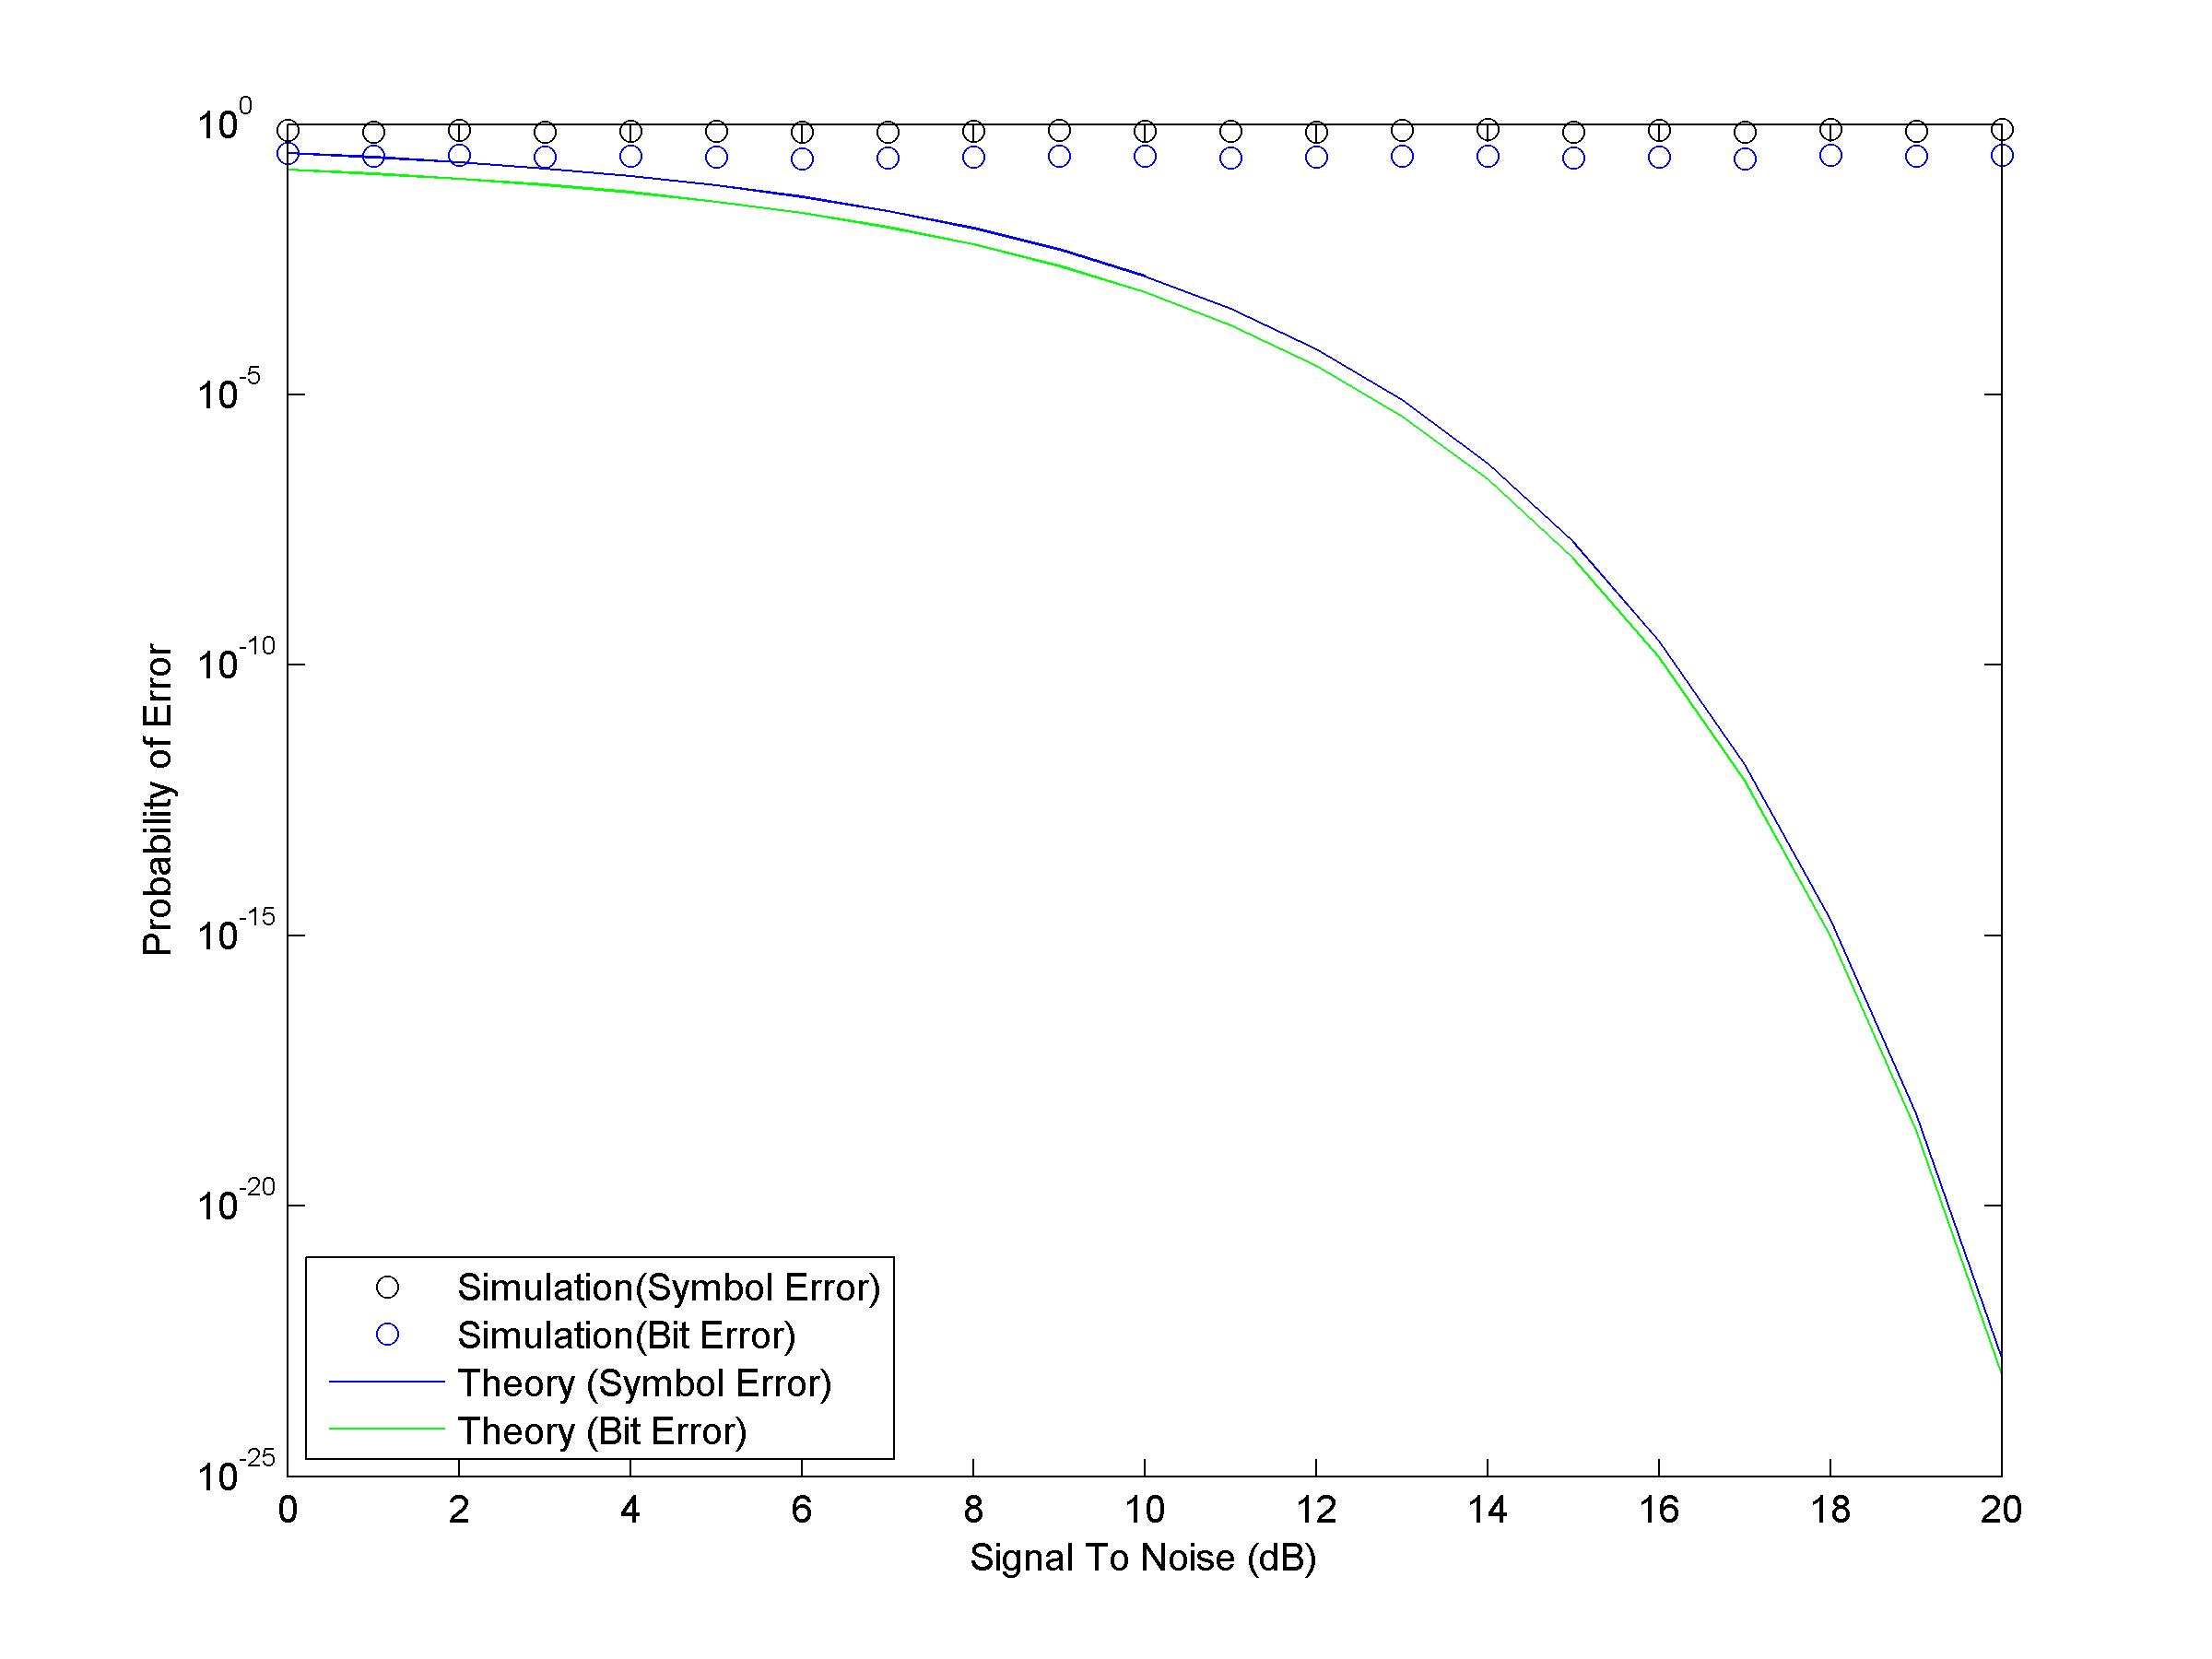 10^0
10^-5
10^-10
10^-15
10^-20
10^-25
Probability of Error
Simulation(Symbol Error)
Simulation(Bit Error)
Theory (Symbol Error)
Theory (Bit Error)
0 2 4 6 8 10 12 14 16 18 20
Signal To Noise (dB)